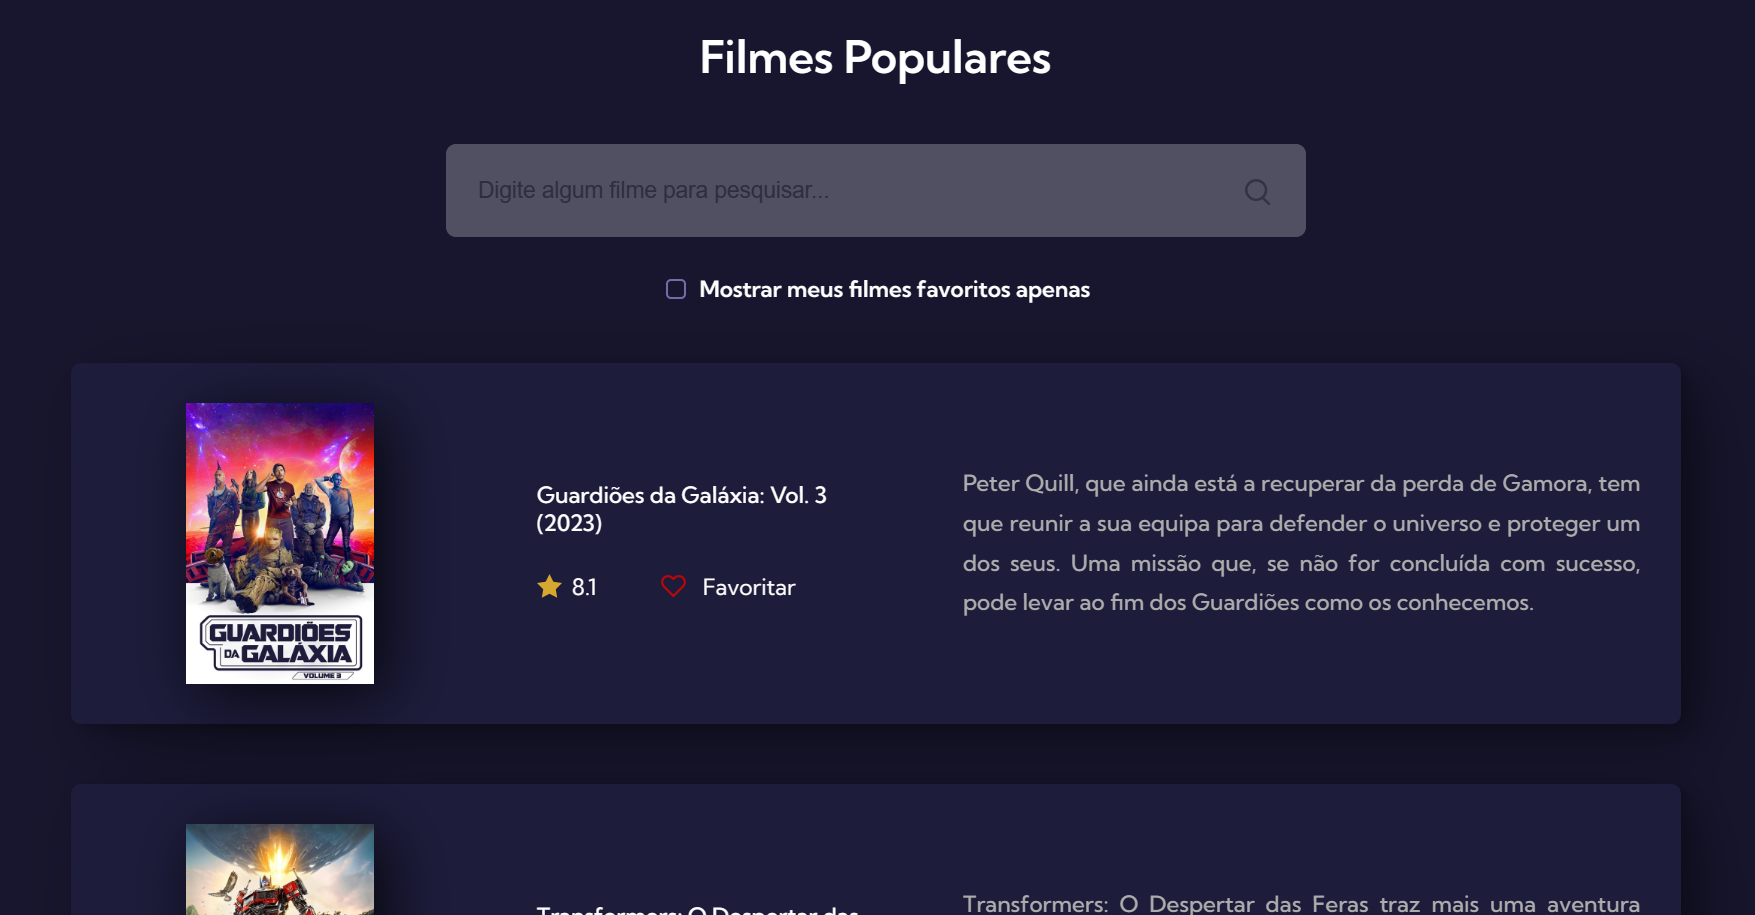 Filmes Populares
Digite algum filme para pesquisar...
Mostrar meus filmes favoritos apenas
GUARDIÕES
DA GALÁXIA
VOLUME 3
Guardiões da Galáxia: Vol. 3
(2023)
8.1 Favoritar
Peter Quill, que ainda está a recuperar da perda de Gamora, tem
que reunir a sua equipa para defender o universo e proteger um
dos seus. Uma missão que, se não for concluída com sucesso,
pode levar ao fim dos Guardiões como os conhecemos.
Transformers: O Despertar das
Transformers: O Despertar das Feras traz mais uma aventura